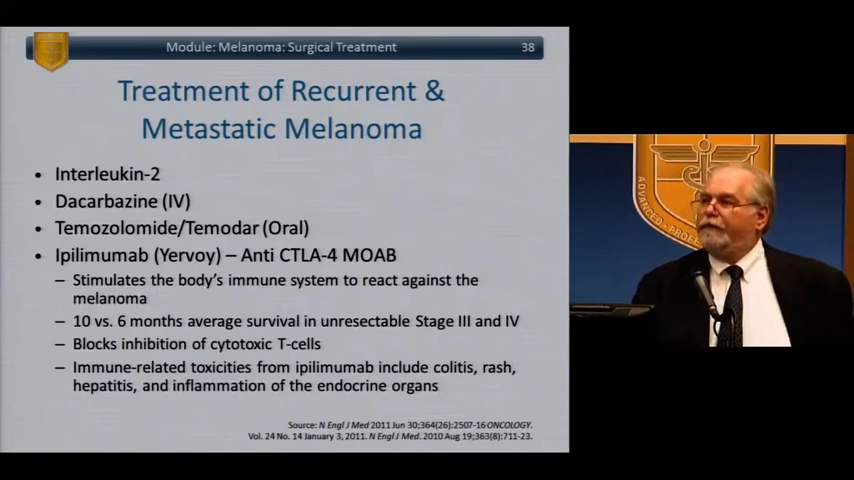 Module: Melanoma: Surgical Treatment 38
Treatment of Recurrent &
Metastatic Melanoma
• Interleukin-2
• Dacarbazine (IV)
• Temozolomide/Temodar (Oral)
• Ipilimumab (Yervoy) – Anti CTLA-4 MOAB
– Stimulates the body's immune system to react against the
melanoma
– 10 vs. 6 months average survival in unresectable Stage III and IV
– Blocks inhibition of cytotoxic T-cells
– Immune-related toxicities from ipilimumab include colitis, rash,
hepatitis, and inflammation of the endocrine organs
Source: N Engl J Med 2011 Jun 30;364(26):2507-16 ONCOLOGY.
Vol. 24 No. 14 January 3, 2011. N Engl J Med. 2010 Aug 19;363(8):711-23.
ADVANCED